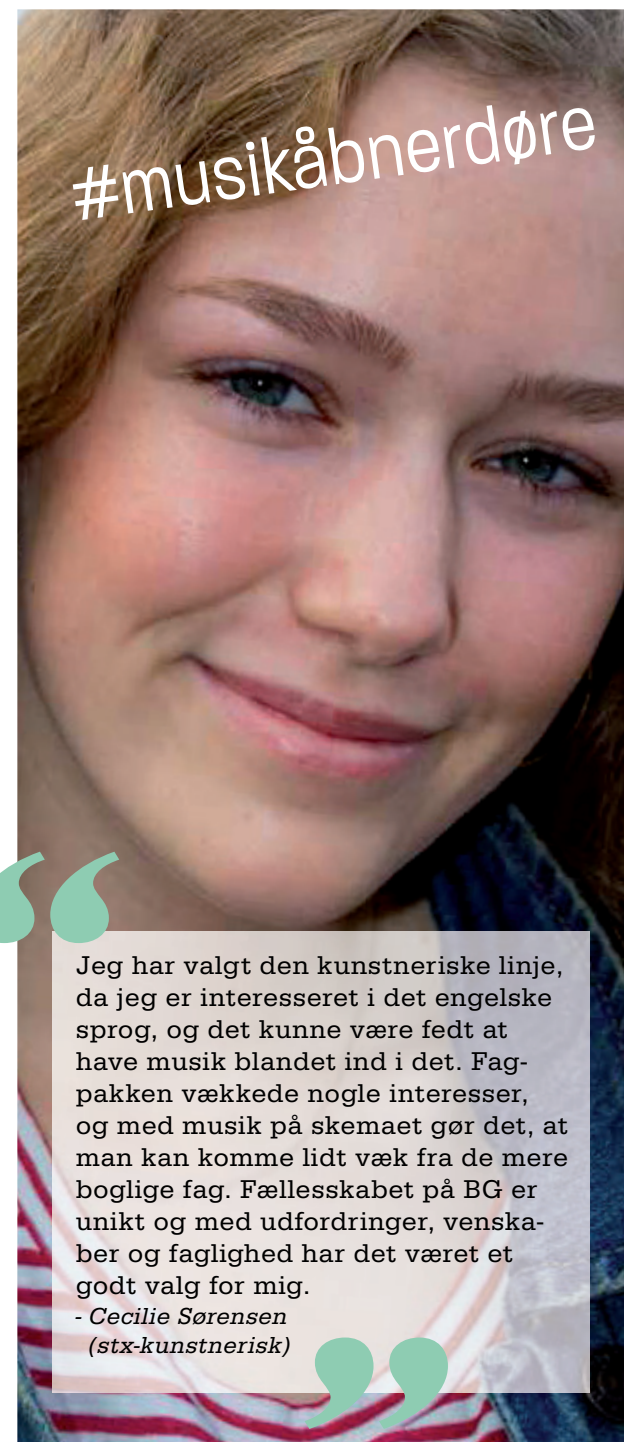 #musikåbnerdøre
“
Jeg har valgt den kunstneriske linje,
da jeg er interesseret i det engelske
sprog, og det kunne være fedt at
have musik blandet ind i det. Fag-
pakken vækkede nogle interesser,
og med musik på skemaet gør det, at
man kan komme lidt væk fra de mere
boglige fag. Fællesskabet på BG er
unikt og med udfordringer, venska-
ber og faglighed har det været et
godt valg for mig.
- Cecilie Sørensen
(stx-kunstnerisk)
”